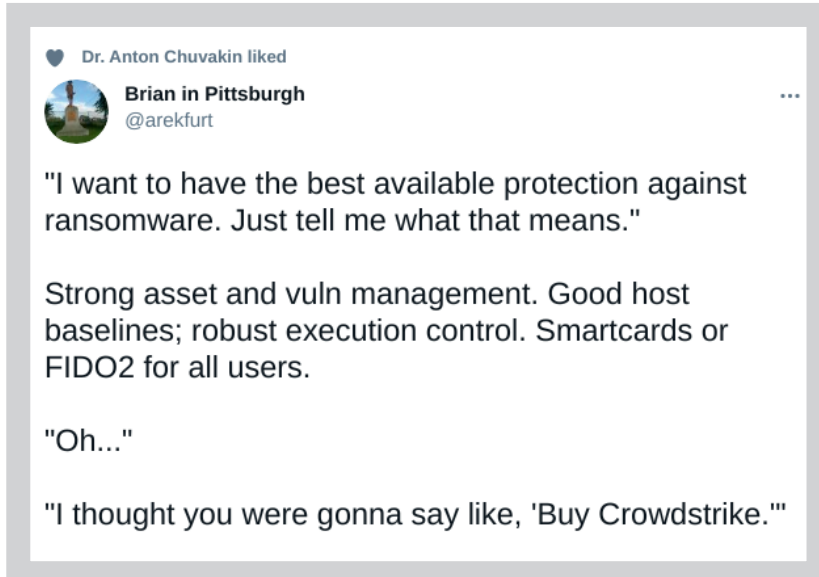 Dr. Anton Chuvakin liked
Brian in Pittsburgh
@arekfurt
"I want to have the best available protection against
ransomware. Just tell me what that means."
Strong asset and vuln management. Good host
baselines; robust execution control. Smartcards or
FIDO2 for all users.
"Oh..."
"I thought you were gonna say like, 'Buy Crowdstrike.'"